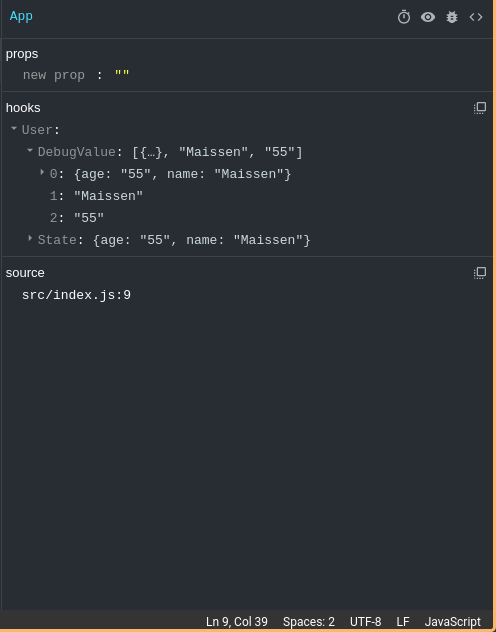 App
props
new prop : ""
hooks
User:
DebugValue: [{…}, "Maissen", "55"]
0: {age: "55", name: "Maissen"}
1: "Maissen"
2: "55"
State: {age: "55", name: "Maissen"}
source
src/index.js:9
Ln 9, Col 39 Spaces: 2 UTF-8 LF JavaScript